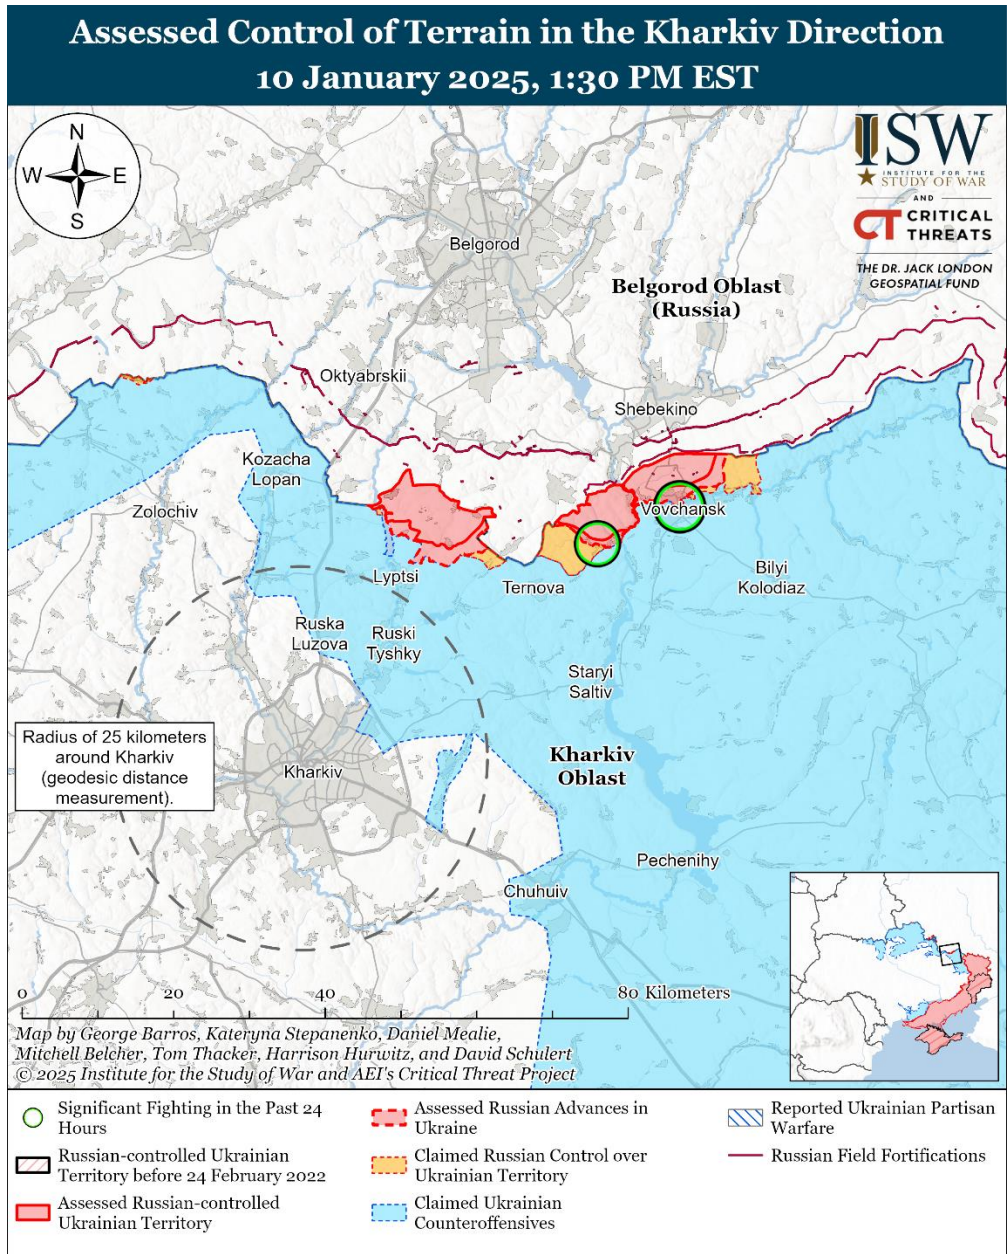 Assessed Control of Terrain in the Kharkiv Direction
10 January 2025, 1:30 PM EST
N
W
E
S
ISW
INSTITUTE FOR THE
STUDY OF WAR
AND
CT CRITICAL
THREATS
THE DR. JACK LONDON
GEOSPATIAL FUND
Belgorod
Belgorod Oblast
(Russia)
Oktyabrskii
Shebekino
Kozacha
Lopan
Zolochiv
Vovchansk
Lyptsi
Ternova
Bilyi
Kolodiaz
Ruska
Luzova
Ruski
Tyshky
Staryi
Saltiv
Radius of 25 kilometers
around Kharkiv
(geodesic distance
measurement).
Kharkiv
Kharkiv
Oblast
Pechenihy
Chuhuiv
0
20
40
80 Kilometers
Map by George Barros, Kateryna Stepanenko, Daniel Mealie,
Mitchell Belcher, Tom Thacker, Harrison Hurwitz, and David Schulert
© 2025 Institute for the Study of War and AEI's Critical Threat Project
Significant Fighting in the Past 24
Hours
Russian-controlled Ukrainian
Territory before 24 February 2022
Assessed Russian-controlled
Ukrainian Territory
Assessed Russian Advances in
Ukraine
Claimed Russian Control over
Ukrainian Territory
Claimed Ukrainian
Counteroffensives
Reported Ukrainian Partisan
Warfare
Russian Field Fortifications